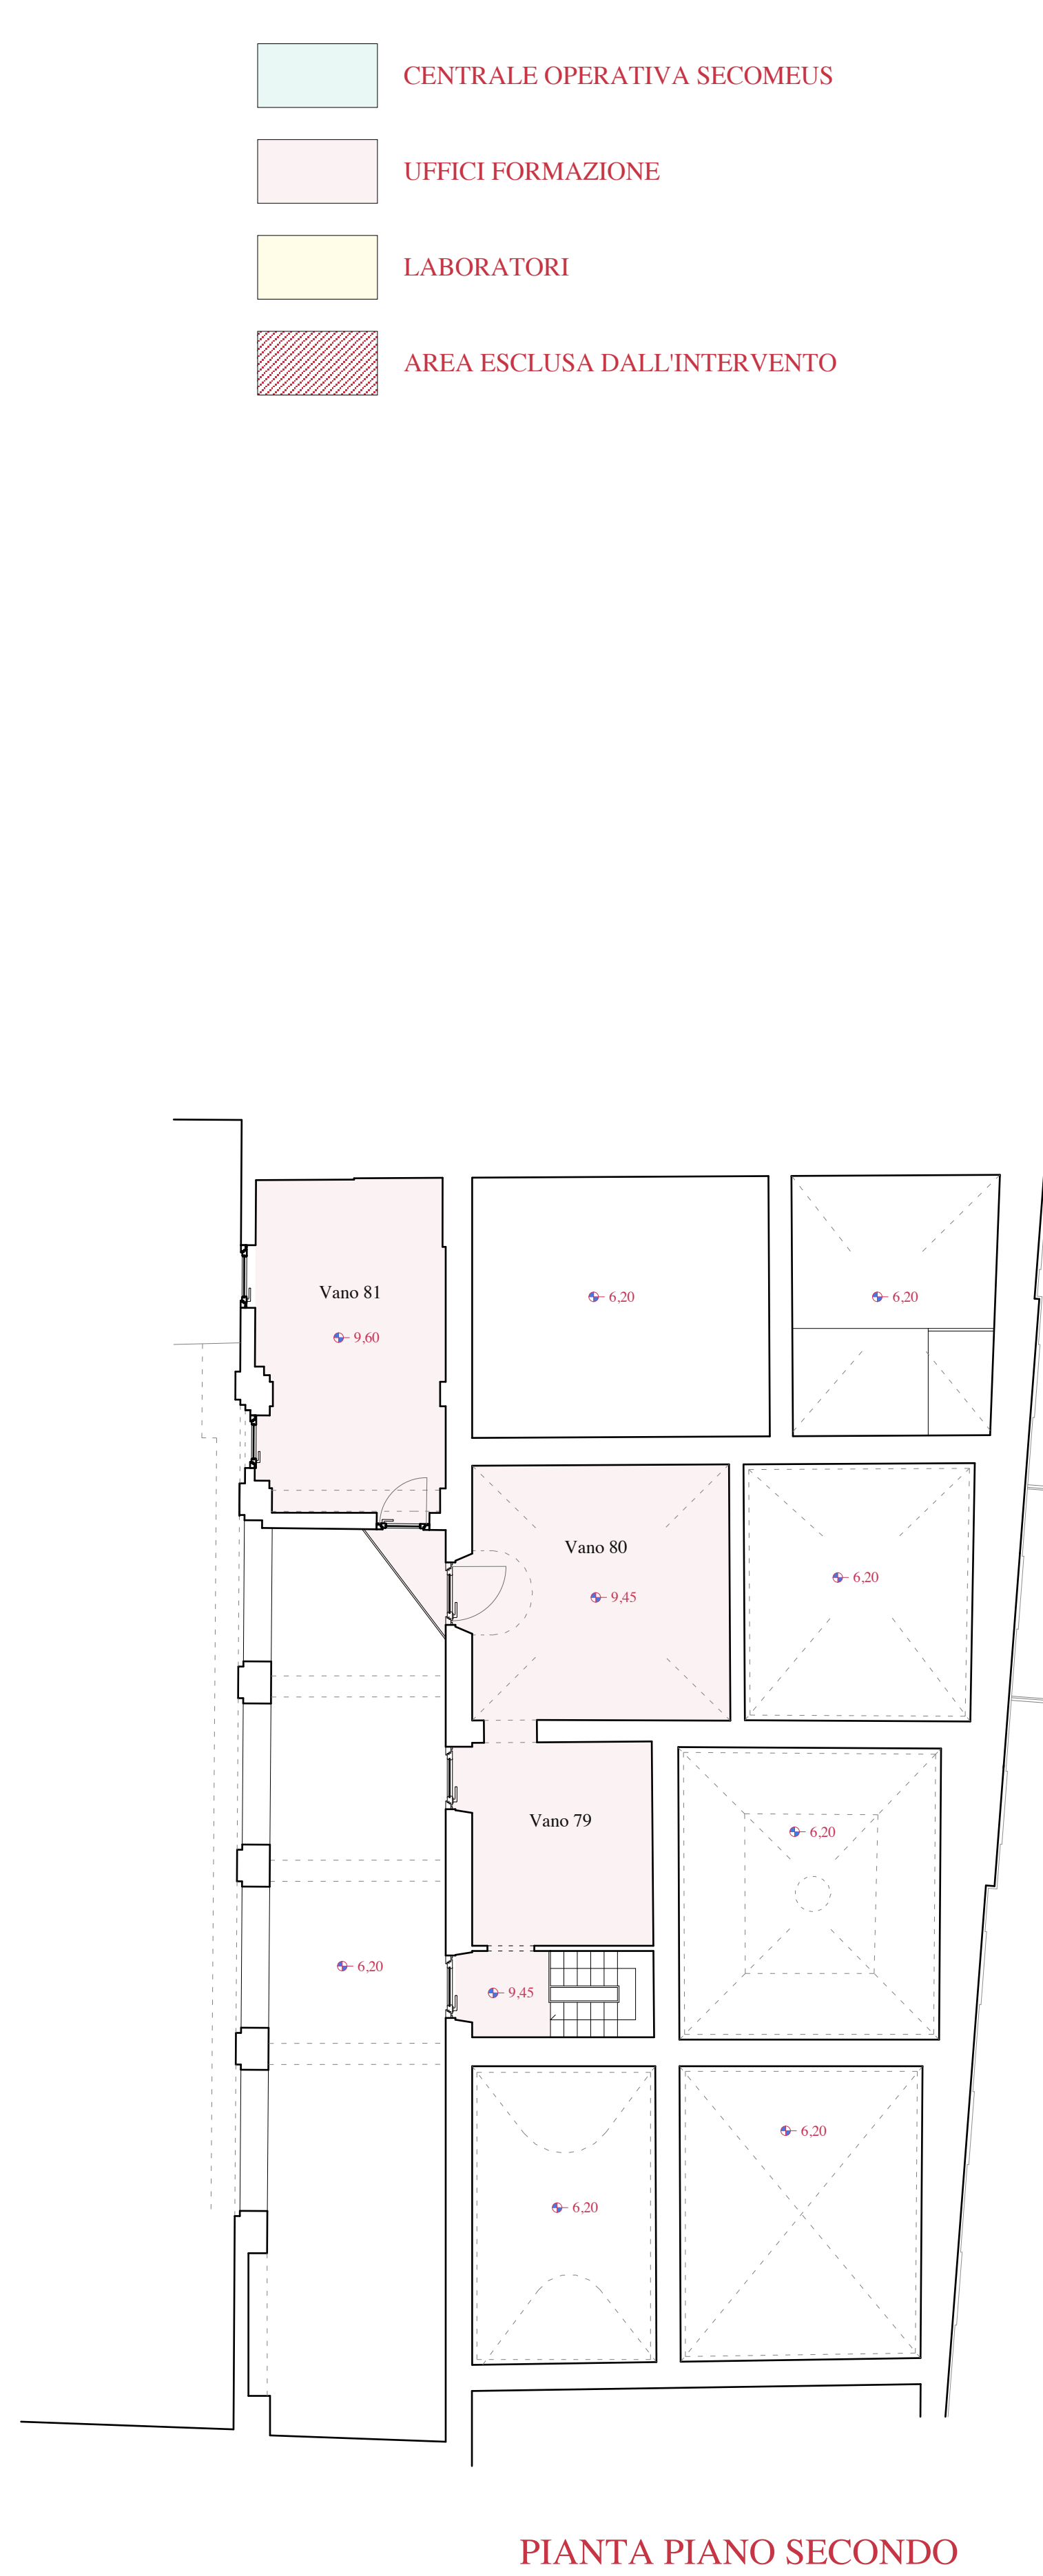 CENTRALE OPERATIVA SECOMEUS
UFFICI FORMAZIONE
LABORATORI
AREA ESCLUSA DALL'INTERVENTO
Vano 81
6,20
6,20
9,60
Vano 80
6,20
9,45
Vano 79
6,20
6,20
9,45
6,20
6,20
PIANTA PIANO SECONDO